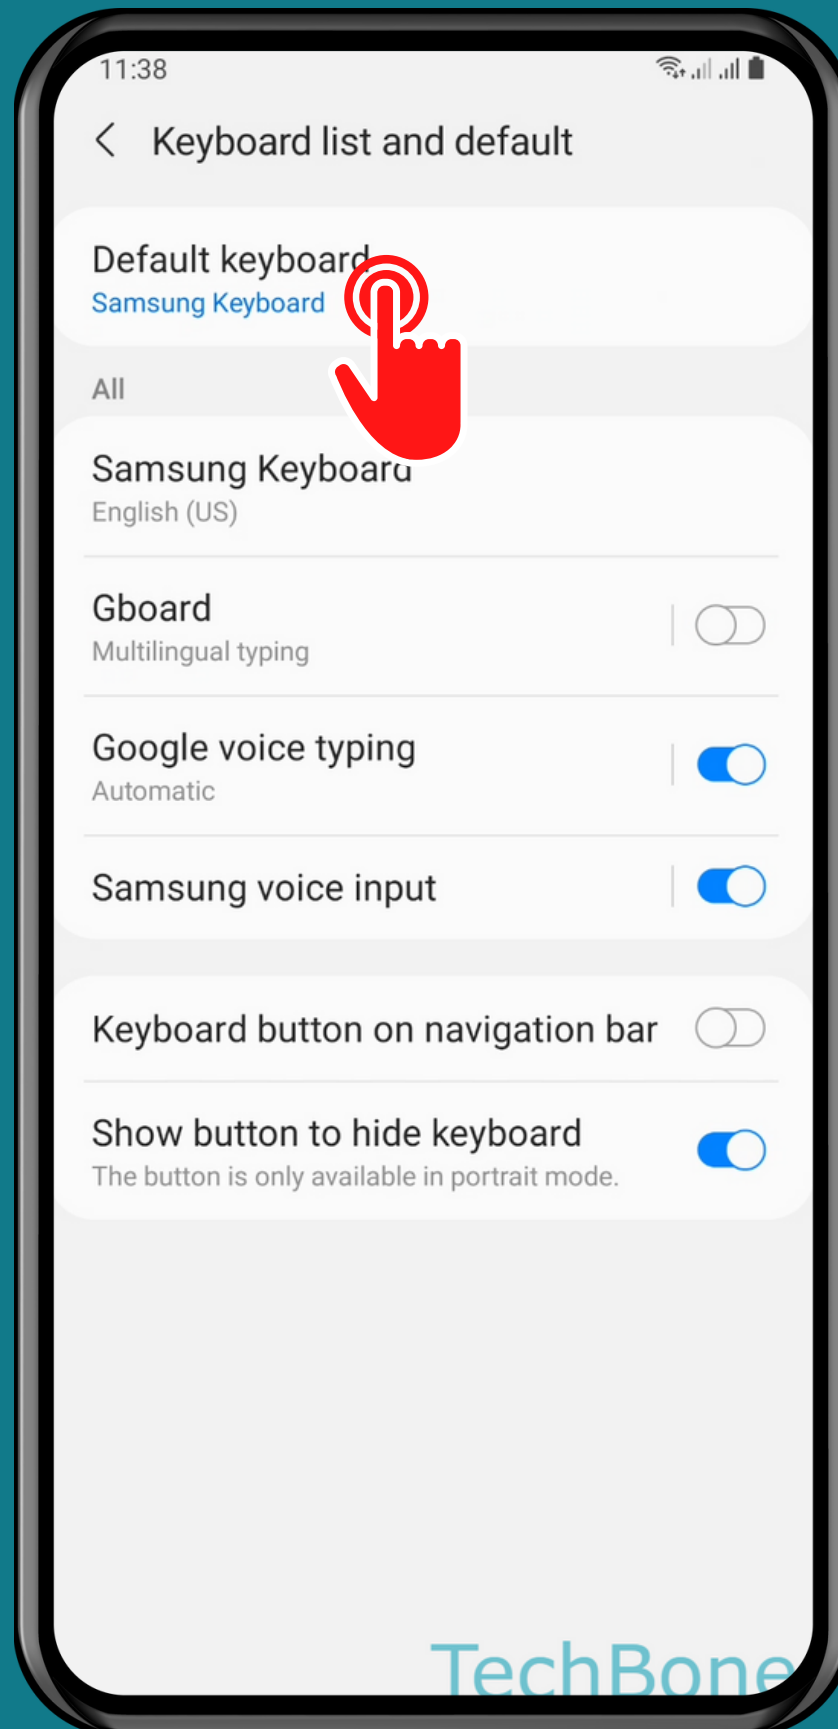 11:38
Keyboard list and default
Default keyboard
Samsung Keyboard
All
Samsung Keyboard
English (US)
Gboard
Multilingual typing
Google voice typing
Automatic
Samsung voice input
Keyboard button on navigation bar
Show button to hide keyboard
The button is only available in portrait mode.
TechBone